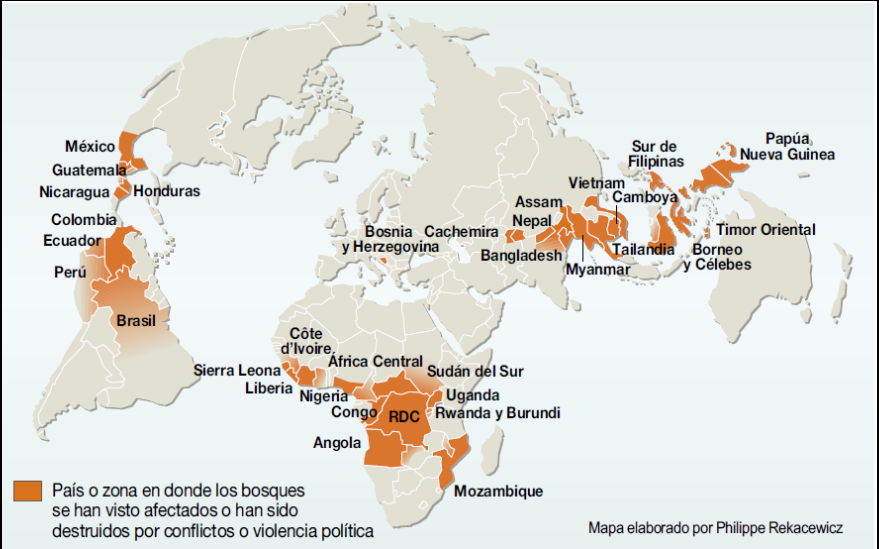 México
Guatemala
Nicaragua
Honduras
Colombia
Ecuador
Perú
Brasil
Bosnia
y Herzegovina
Cachemira
Assam
Nepal
Bangladesh
Myanmar
Vietnam
Camboya
Tailandia
Sur de
Filipinas
Papúa
Nueva Guinea
Timor Oriental
Borneo
y Célebes
Côte
d'Ivoire
Sierra Leona
Liberia
Nigeria
África Central
Sudán del Sur
Uganda
Rwanda y Burundi
Congo
RDC
Angola
Mozambique
País o zona en donde los bosques
se han visto afectados o han sido
destruidos por conflictos o violencia política
Mapa elaborado por Philippe Rekacewicz